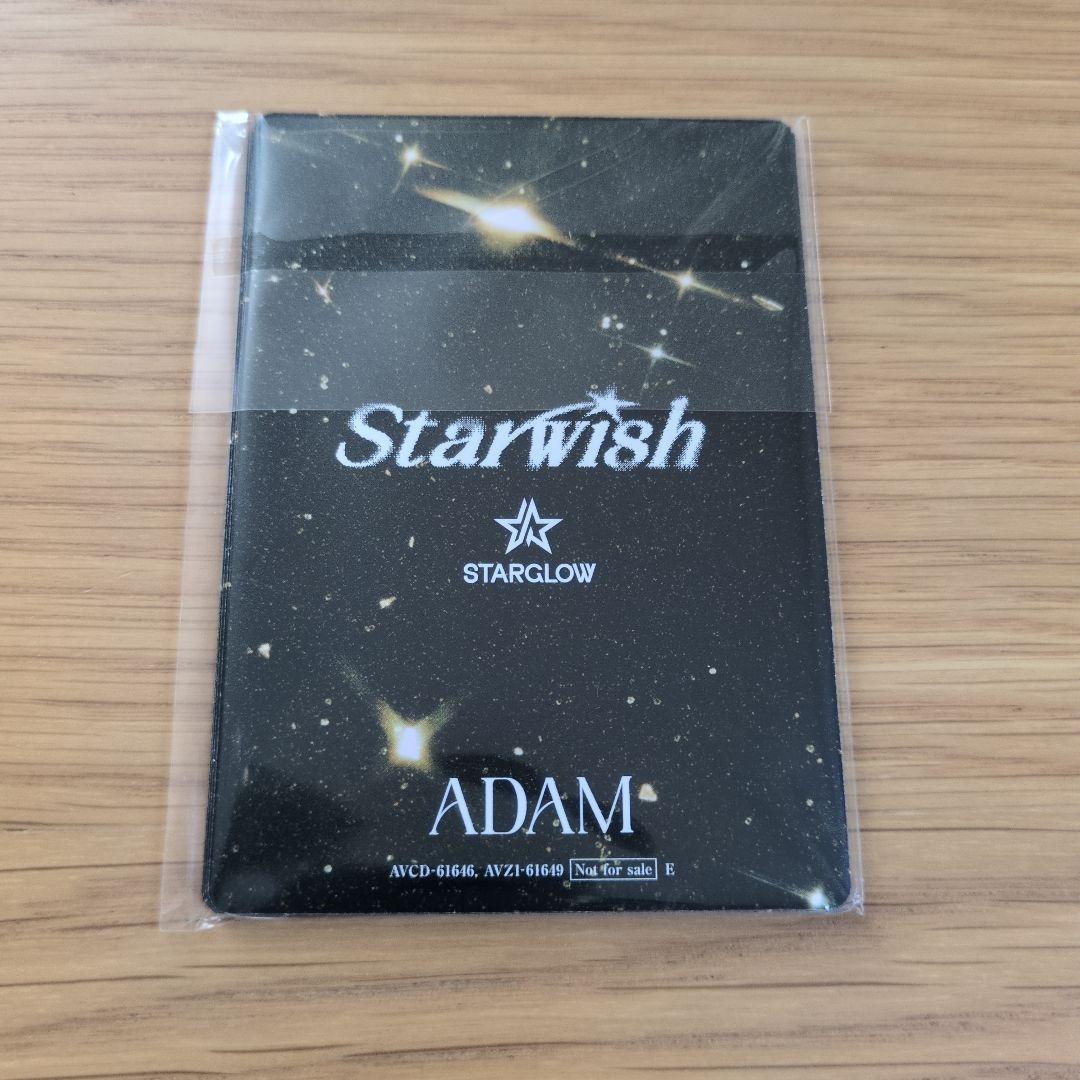 Starwish
STARGLOW
ADAM
AVCD-61646, AVZ1-61649 Not for sale E